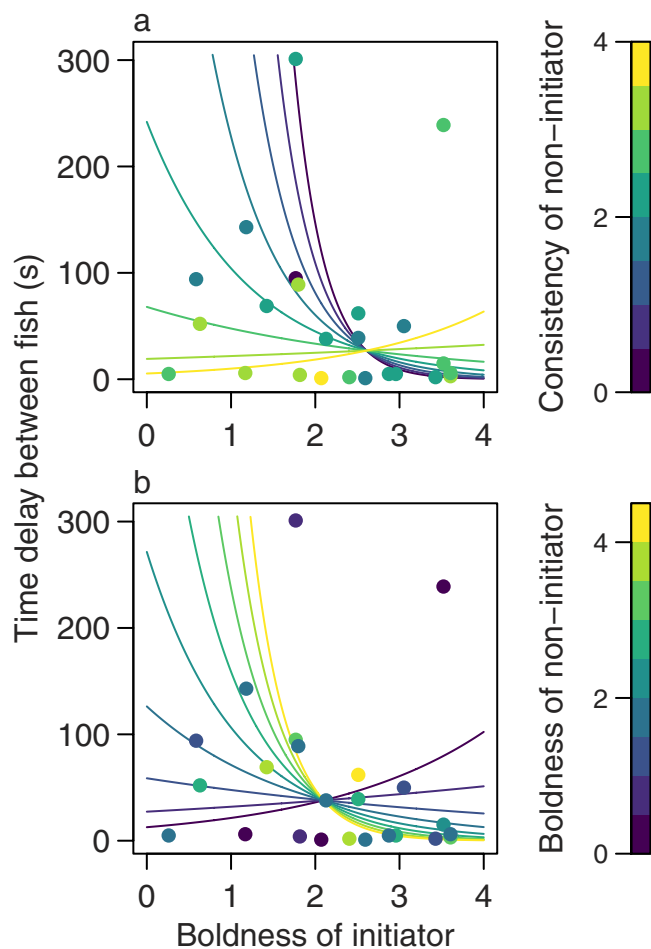 a
300
200
100
0
0 1 2 3 4
Time delay between fish (s)
Consistency of non−initiator
4
2
0
b
300
200
100
0
0 1 2 3 4
Boldness of initiator
Boldness of non−initiator
4
2
0